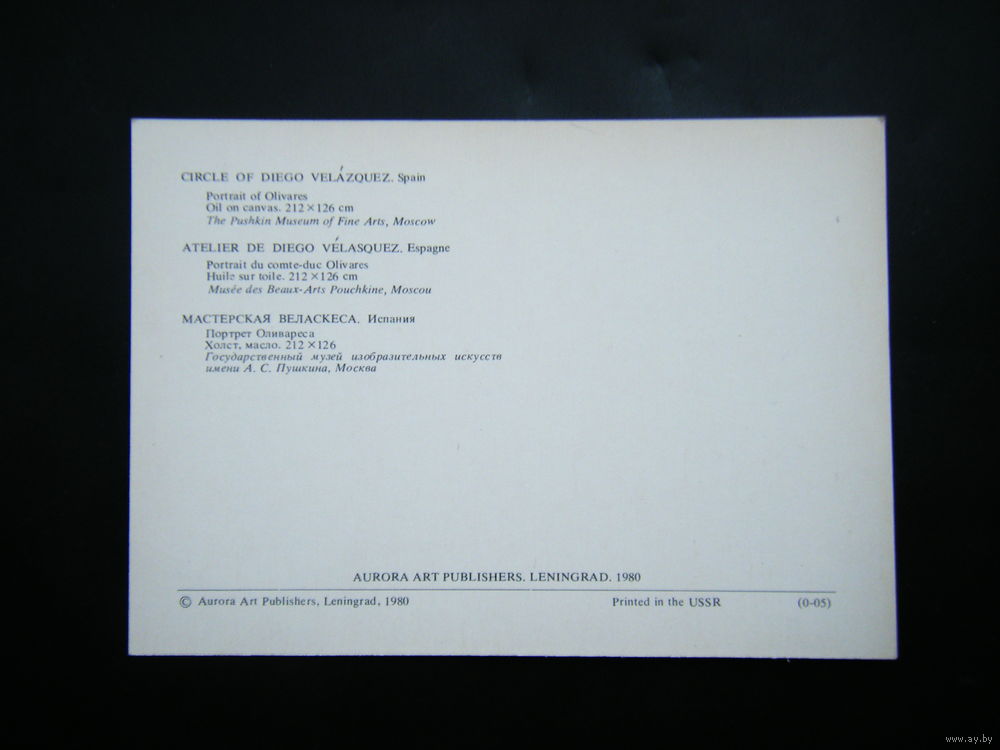 CIRCLE OF DIEGO VELÁZQUEZ. Spain
Portrait of Olivares
Oil on canvas. 212×126 cm
The Pushkin Museum of Fine Arts, Moscow
ATELIER DE DIEGO VÉLASQUEZ. Espagne
Portrait du comte-duc Olivares
Huile sur toile. 212×126 cm
Musée des Beaux-Arts Pouchkine, Moscou
МАСТЕРСКАЯ ВЕЛАСКЕСА. Испания
Портрет Оливареса
Холст, масло. 212×126
Государственный музей изобразительных искусств
имени А. С. Пушкина, Москва
AURORA ART PUBLISHERS. LENINGRAD. 1980
© Aurora Art Publishers, Leningrad, 1980 Printed in the USSR (0-05)
www.ay.by